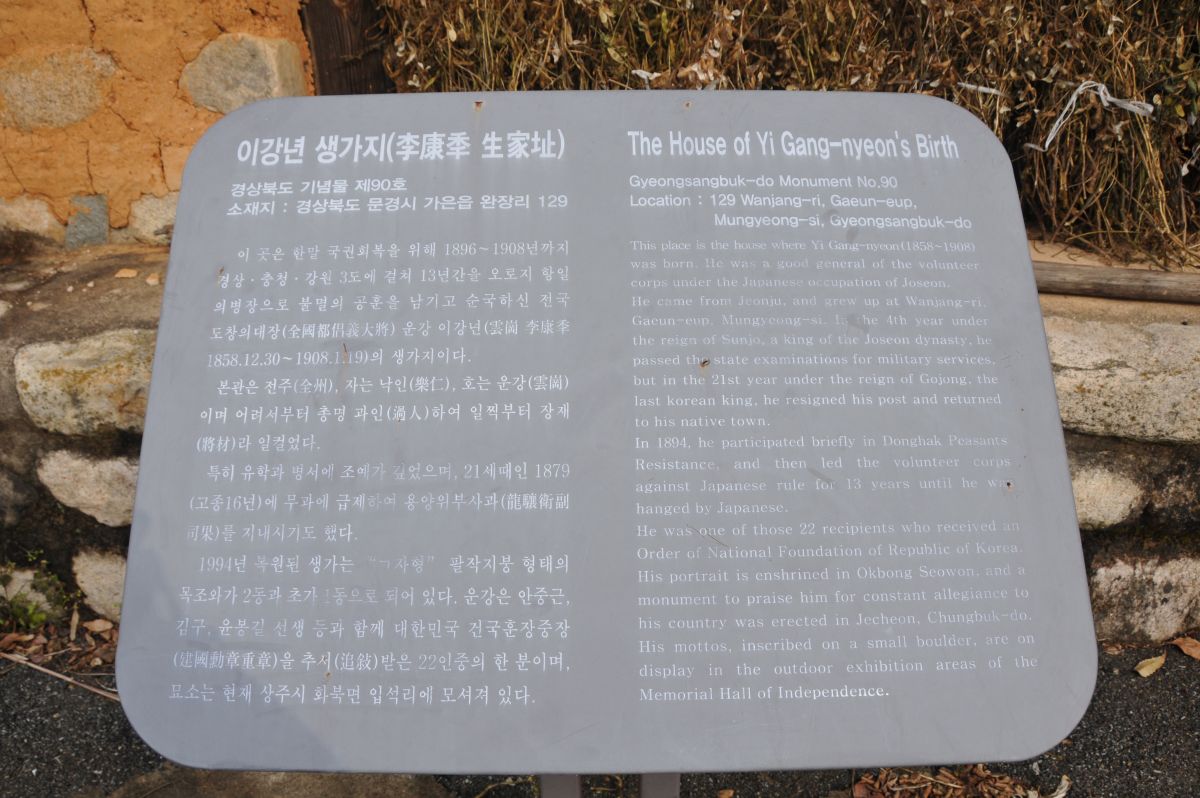 이강년 생가지(李康秊 生家址)
경상북도 기념물 제90호
소재지 : 경상북도 문경시 가은읍 완장리 129
이 곳은 한말 국권회복을 위해 1896~1908년까지
경상·충청·강원 3도에 걸쳐 13년간을 오로지 항일
의병장으로 불멸의 공훈을 남기고 순국하신 전국
도창의대장(全國都倡義大將) 운강 이강년(雲崗 李康秊
1858.12.30~1908.1.19)의 생가지이다.
본관은 전주(全州), 자는 낙인(樂仁), 호는 운강(雲崗)
이며 어려서부터 총명 과인(過人)하여 일찍부터 장재
(將材)라 일컬었다.
특히 유학과 병서에 조예가 깊었으며, 21세때인 1879
(고종16년)에 무과에 급제하여 용양위부사과(龍驤衛副
司果)를 지내시기도 했다.
1994년 복원된 생가는 “ㄱ자형” 팔작지붕 형태의
목조와가 2동과 초가 1동으로 되어 있다. 운강은 안중근,
김구, 윤봉길 선생 등과 함께 대한민국 건국훈장중장
(建國勳章重章)을 추서(追敍)받은 22인중의 한 분이며,
묘소는 현재 상주시 화북면 입석리에 모셔져 있다.
The House of Yi Gang-nyeon's Birth
Gyeongsangbuk-do Monument No.90
Location : 129 Wanjang-ri, Gaeun-eup,
Mungyeong-si, Gyeongsangbuk-do
This place is the house where Yi Gang-nyeon(1858~1908)
was born. He was a good general of the volunteer
corps under the Japanese occupation of Joseon.
He came from Jeonju, and grew up at Wanjang-ri,
Gaeun-eup, Mungyeong-si. In the 4th year under
the reign of Sunjo, a king of the Joseon dynasty, he
passed the state examinations for military services,
but in the 21st year under the reign of Gojong, the
last korean king, he resigned his post and returned
to his native town.
In 1894, he participated briefly in Donghak Peasants
Resistance, and then led the volunteer corps
against Japanese rule for 13 years until he was
hanged by Japanese.
He was one of those 22 recipients who received an
Order of National Foundation of Republic of Korea.
His portrait is enshrined in Okbong Seowon, and a
monument to praise him for constant allegiance to
his country was erected in Jecheon, Chungbuk-do.
His mottos, inscribed on a small boulder, are on
display in the outdoor exhibition areas of the
Memorial Hall of Independence.